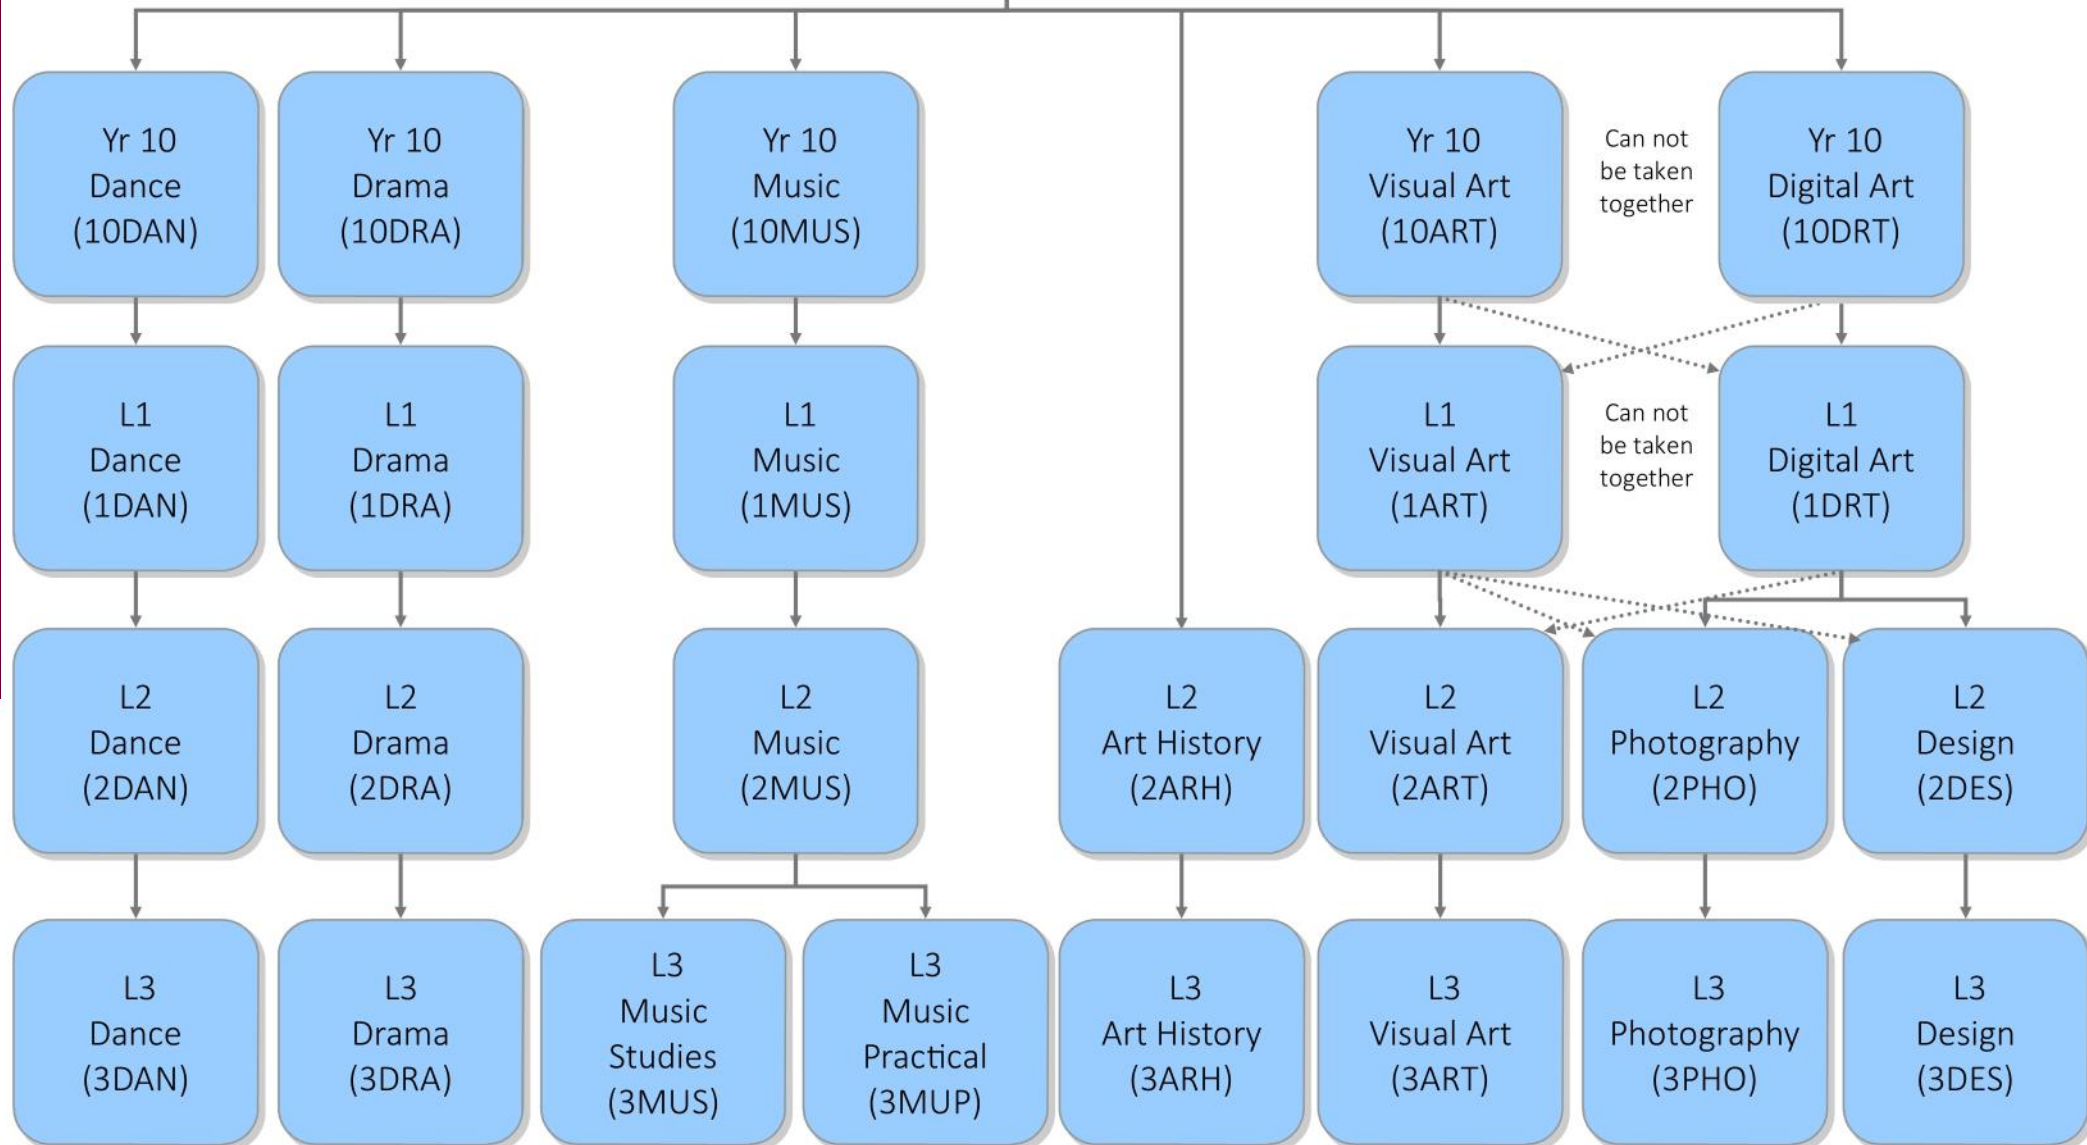 Yr 10
Dance
(10DAN)
Yr 10
Drama
(10DRA)
Yr 10
Music
(10MUS)
Yr 10
Visual Art
(10ART)
Can not
be taken
together
Yr 10
Digital Art
(10DRT)
L1
Dance
(1DAN)
L1
Drama
(1DRA)
L1
Music
(1MUS)
L1
Visual Art
(1ART)
Can not
be taken
together
L1
Digital Art
(1DRT)
L2
Dance
(2DAN)
L2
Drama
(2DRA)
L2
Music
(2MUS)
L2
Art History
(2ARH)
L2
Visual Art
(2ART)
L2
Photography
(2PHO)
L2
Design
(2DES)
L3
Dance
(3DAN)
L3
Drama
(3DRA)
L3
Music
Studies
(3MUS)
L3
Music
Practical
(3MUP)
L3
Art History
(3ARH)
L3
Visual Art
(3ART)
L3
Photography
(3PHO)
L3
Design
(3DES)